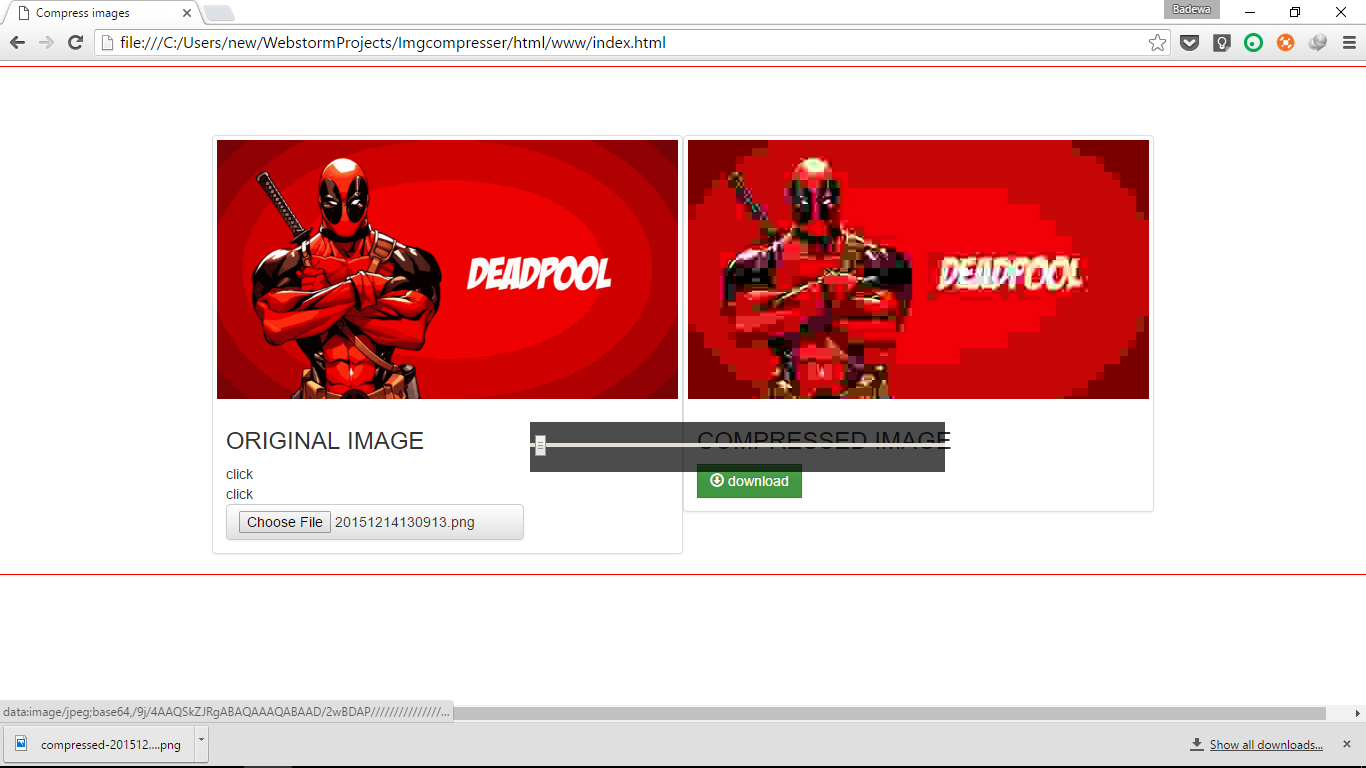 Compress images
Badewa
file:///C:/Users/new/WebstormProjects/Imgcompresser/html/www/index.html
DEADPOOL
DEADPOOL
ORIGINAL IMAGE
COMPRESSED IMAGE
click
click
download
Choose File 20151214130913.png
data:image/jpeg;base64,/9j/4AAQSkZJRgABAQAAAQABAAD/2wBDAP///////////////...
compressed-201512....png
Show all downloads...